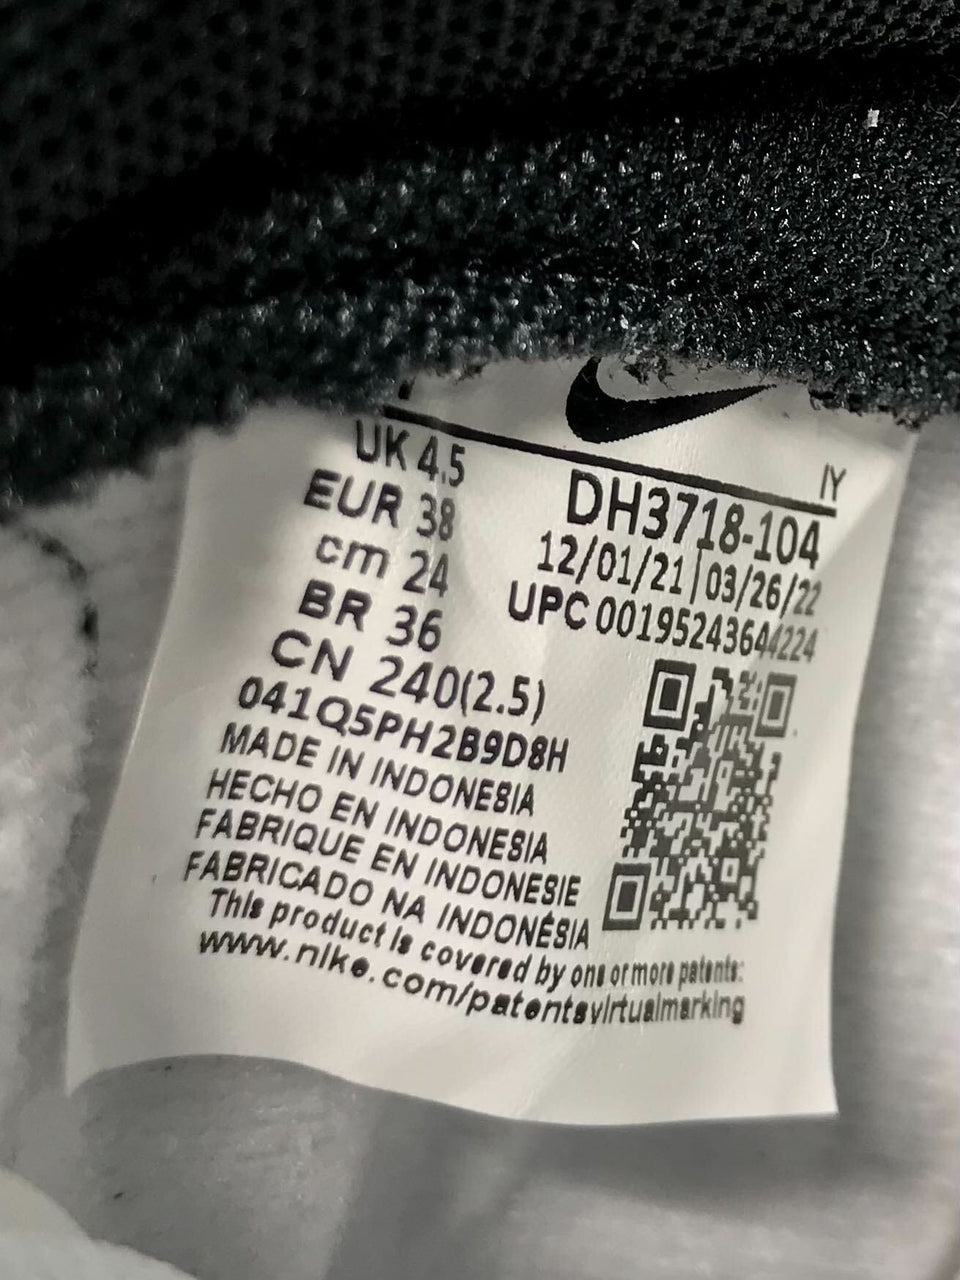 IY
UK 4.5
EUR 38
cm 24
BR 36
CN 240(2.5)
041Q5PH2B9D8H
MADE IN INDONESIA
HECHO EN INDONESIA
FABRIQUE EN INDONESIE
FABRICADO NA INDONÉSIA
This product is covered by one or more patents:
www.nike.com/patentsvirtualmarking
DH3718-104
12/01/21|03/26/22
UPC 00195243644224